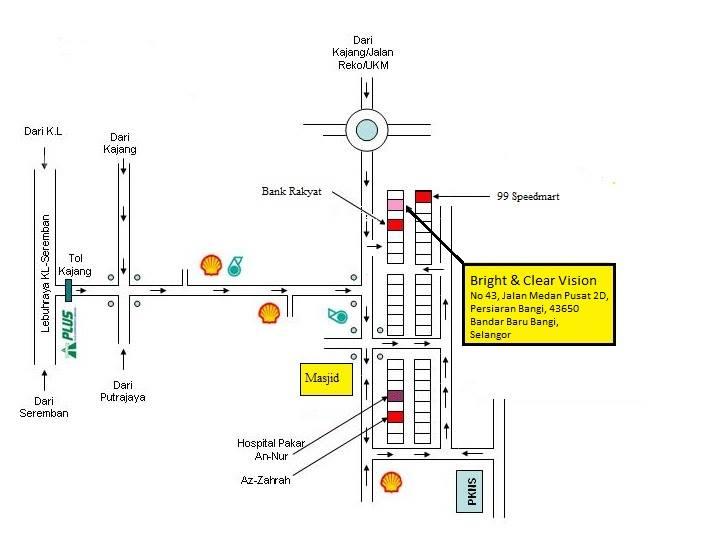 Dari
Kajang/Jalan
Reko/UKM
Dari K.L
Dari
Kajang
Bank Rakyat
99 Speedmart
Lebuhraya KL-Seremban
Tol
Kajang
PLUS
Bright & Clear Vision
No 43, Jalan Medan Pusat 2D,
Persiaran Bangi, 43650
Bandar Baru Bangi,
Selangor
Masjid
Dari
Seremban
Dari
Putrajaya
Hospital Pakar
An-Nur
Az-Zahrah
PKNS